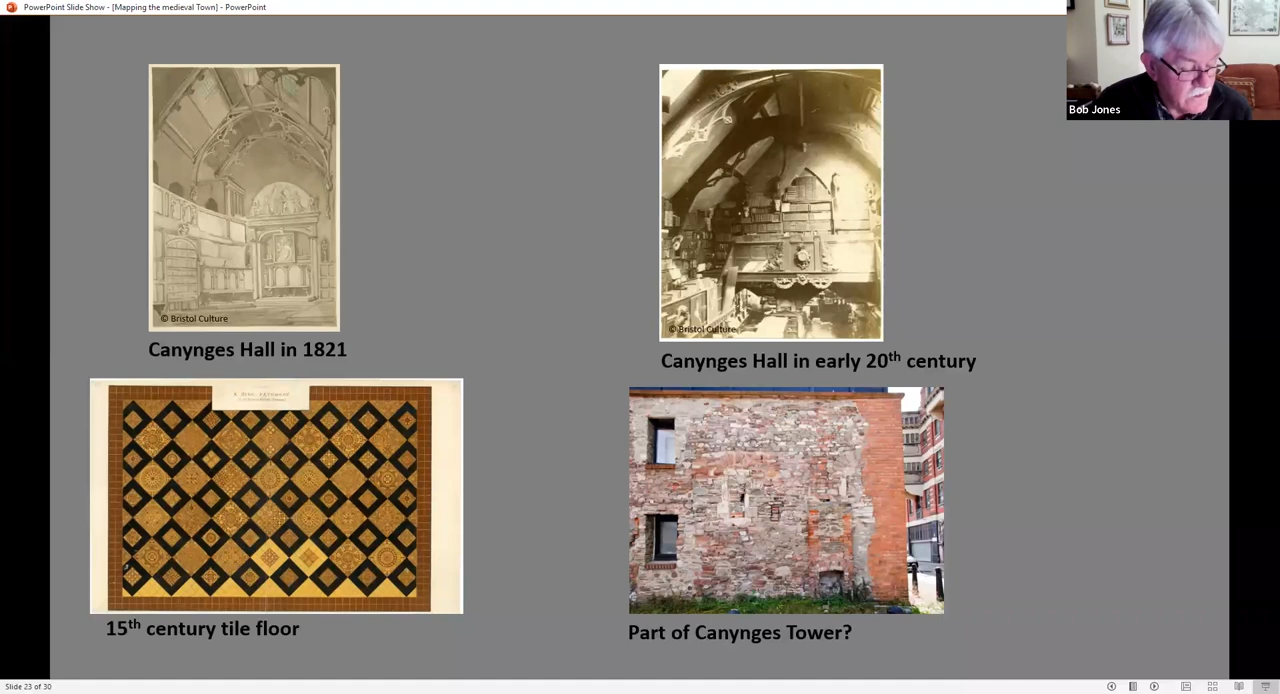 PowerPoint Slide Show - [Mapping the medieval Town] - PowerPoint
Bob Jones
© Bristol Culture
Canynges Hall in 1821
© Bristol Culture
Canynges Hall in early 20th century
15th century tile floor
Part of Canynges Tower?
Slide 23 of 30